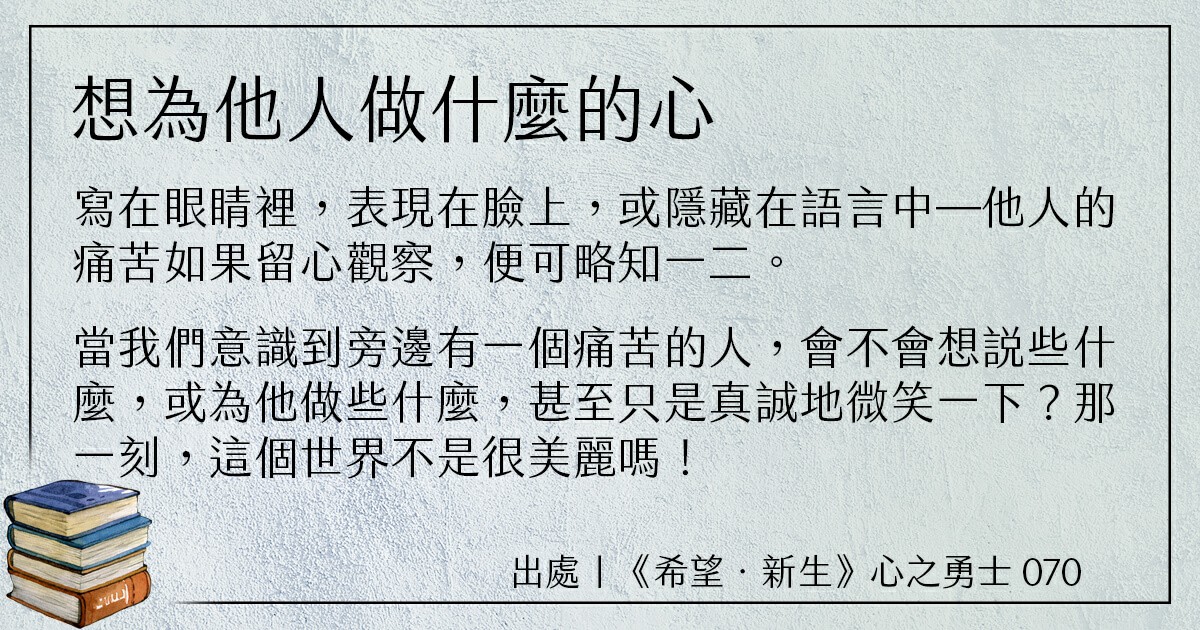 想為他人做什麼的心
寫在眼睛裡，表現在臉上，或隱藏在語言中—他人的
痛苦如果留心觀察，便可略知一二。
當我們意識到旁邊有一個痛苦的人，會不會想説些什
麼，或為他做些什麼，甚至只是真誠地微笑一下？那
一刻，這個世界不是很美麗嗎！
出處｜《希望．新生》心之勇士 070